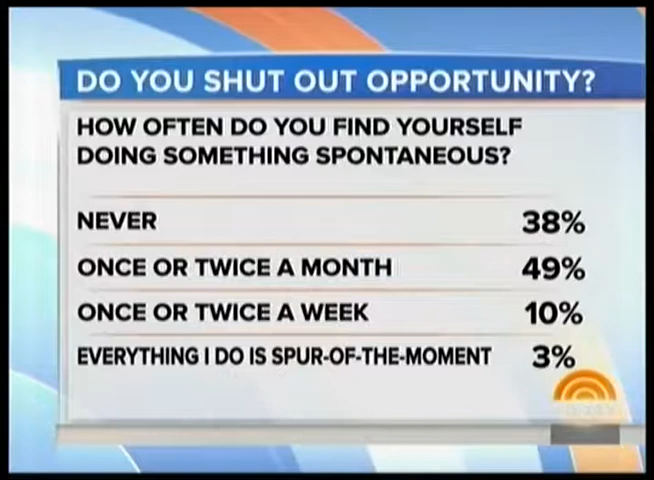 DO YOU SHUT OUT OPPORTUNITY?
HOW OFTEN DO YOU FIND YOURSELF
DOING SOMETHING SPONTANEOUS?
NEVER 38%
ONCE OR TWICE A MONTH 49%
ONCE OR TWICE A WEEK 10%
EVERYTHING I DO IS SPUR-OF-THE-MOMENT 3%